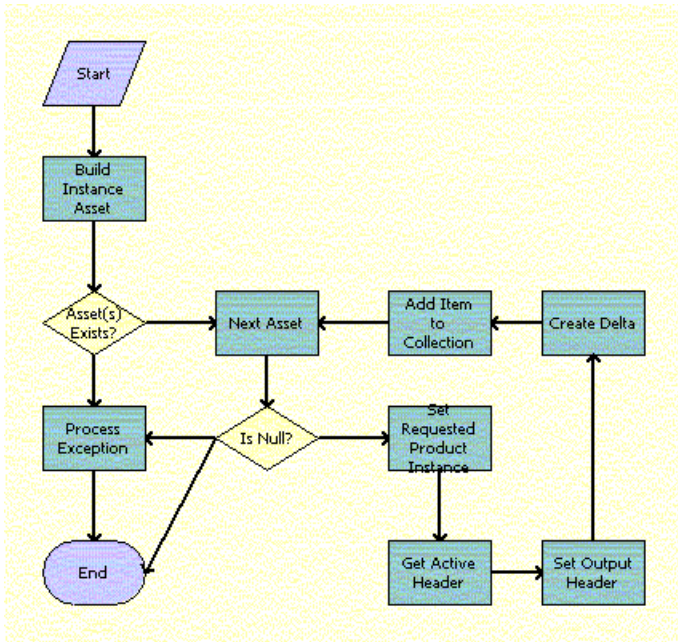 Start
Build
Instance
Asset
Asset(s)
Exists?
Next Asset
Add Item
to
Collection
Create Delta
Process
Exception
Is Null?
Set
Requested
Product
Instance
End
Get Active
Header
Set Output
Header